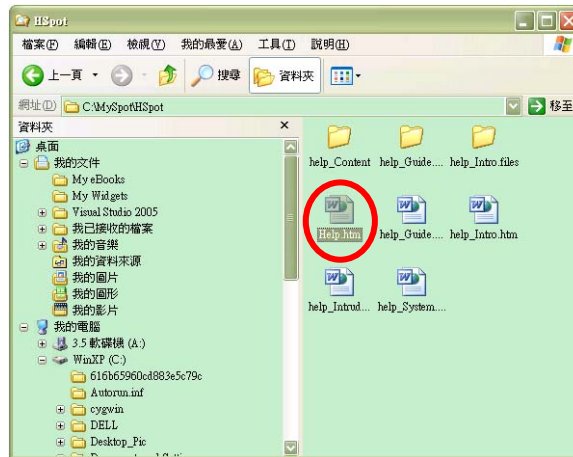 HSpot
檔案(F) 編輯(E) 檢視(V) 我的最愛(A) 工具(T) 說明(H)
上一頁 搜尋 資料夾
網址(D) C:\MySpot\HSpot 移至
資料夾
桌面
我的文件
My eBooks
My Widgets
Visual Studio 2005
我已接收的檔案
我的音樂
我的資料來源
我的圖片
我的圖形
我的影片
我的電腦
3.5 軟碟機 (A:)
WinXP (C:)
616b65960cd883e5c79c
Autorun.inf
cygwin
DELL
Desktop_Pic
help_Content help_Guide.... help_Intro.files
Help.htm help_Guide.... help_Intro.htm
help_Intrud... help_System....